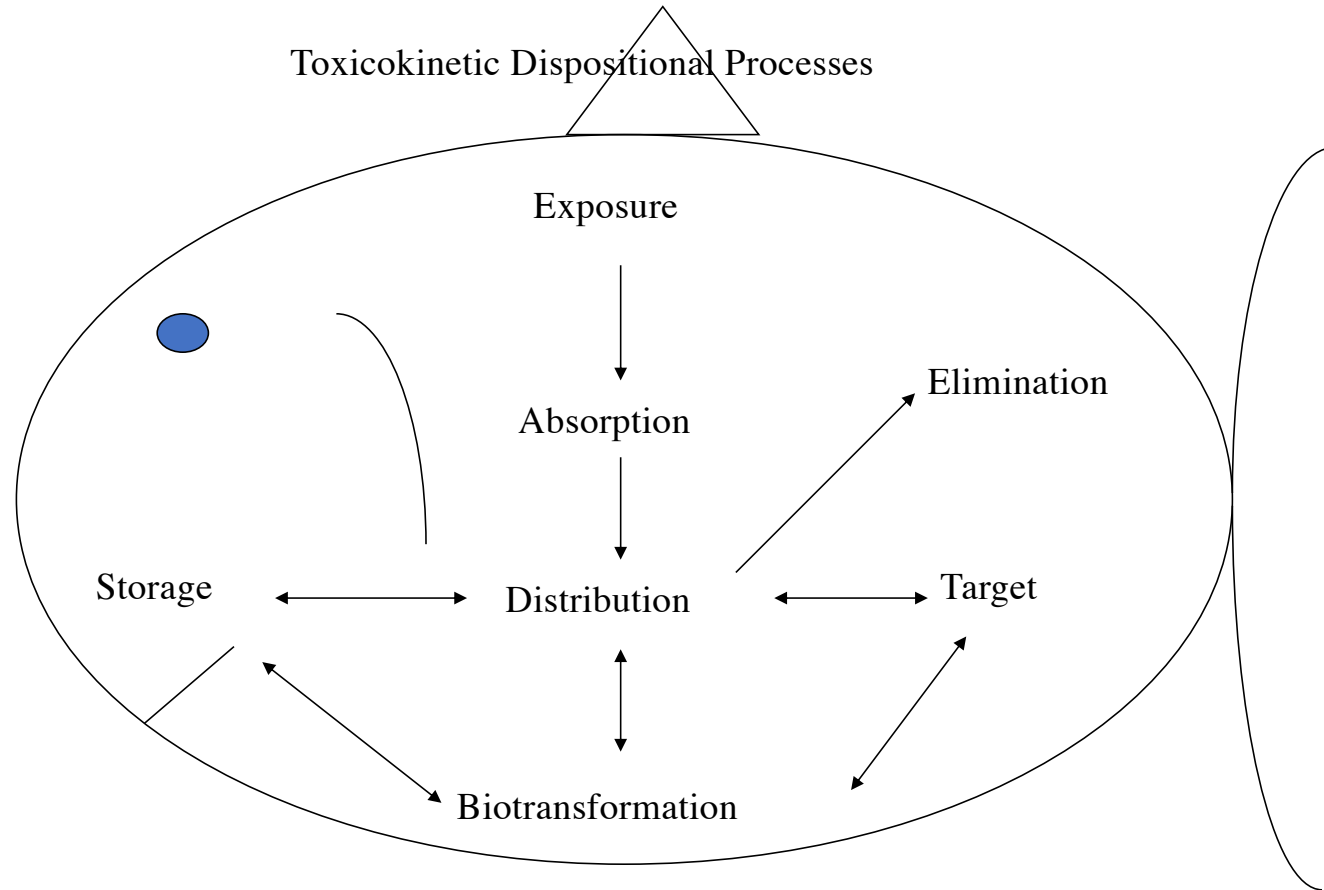 Toxicokinetic Dispositional Processes
Exposure
Elimination
Absorption
Storage
Distribution
Target
Biotransformation